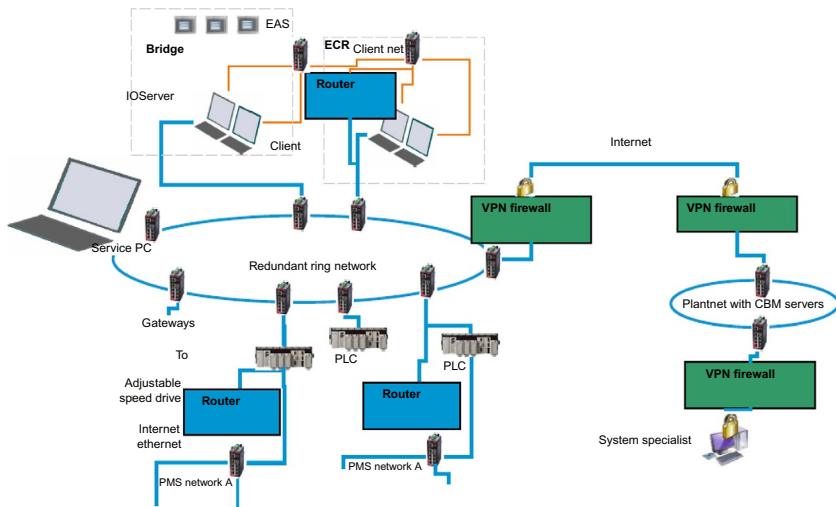 EAS
Bridge
ECR
Client net
Router
IOServer
Client
Internet
VPN firewall
VPN firewall
Service PC
Redundant ring network
Plantnet with CBM servers
Gateways
To
PLC
PLC
VPN firewall
Adjustable
speed drive
Router
Router
Internet
ethernet
System specialist
PMS network A
PMS network A